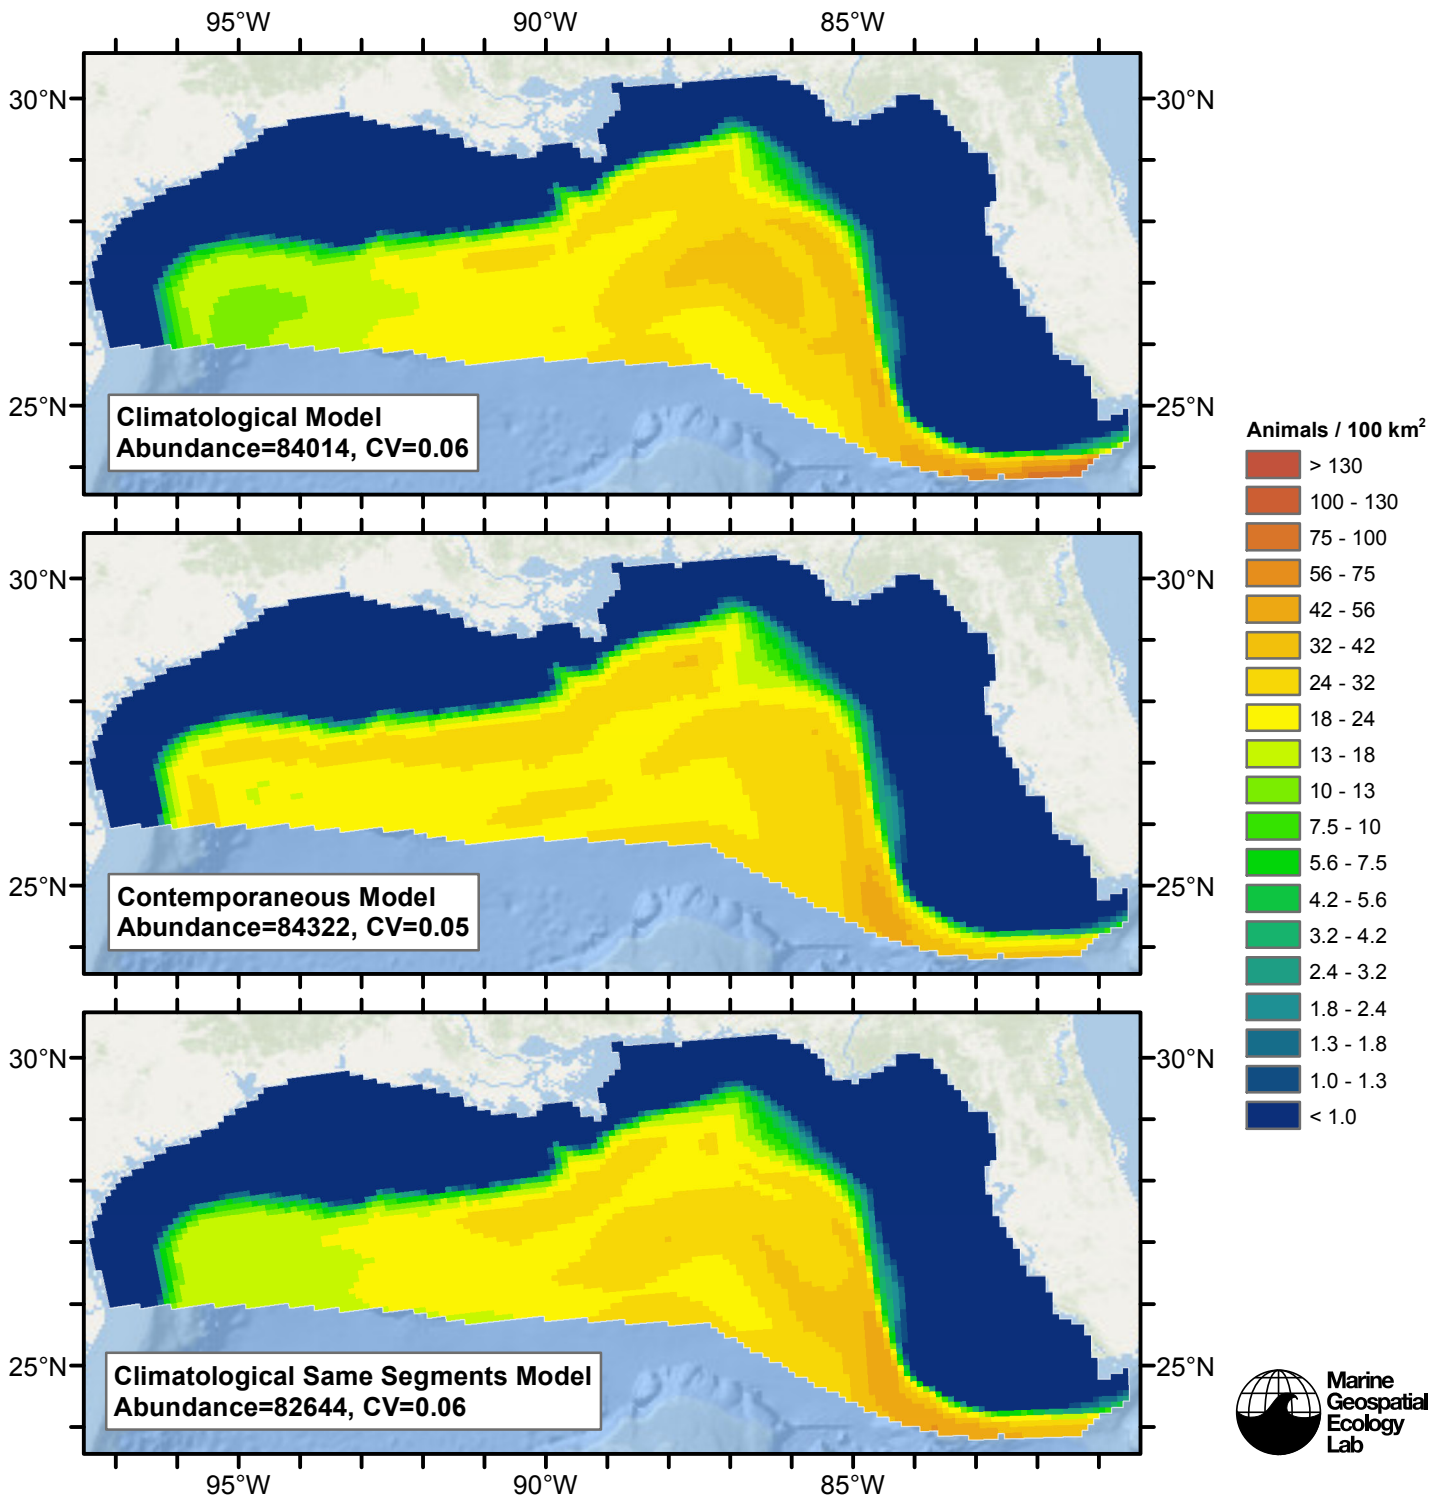 95°W 90°W 85°W
30°N 30°N
25°N 25°N
Climatological Model
Abundance=84014, CV=0.06
30°N 30°N
25°N 25°N
Contemporaneous Model
Abundance=84322, CV=0.05
30°N 30°N
25°N 25°N
Climatological Same Segments Model
Abundance=82644, CV=0.06
95°W 90°W 85°W
Animals / 100 km²
> 130
100 - 130
75 - 100
56 - 75
42 - 56
32 - 42
24 - 32
18 - 24
13 - 18
10 - 13
7.5 - 10
5.6 - 7.5
4.2 - 5.6
3.2 - 4.2
2.4 - 3.2
1.8 - 2.4
1.3 - 1.8
1.0 - 1.3
< 1.0
Marine
Geospatial
Ecology
Lab